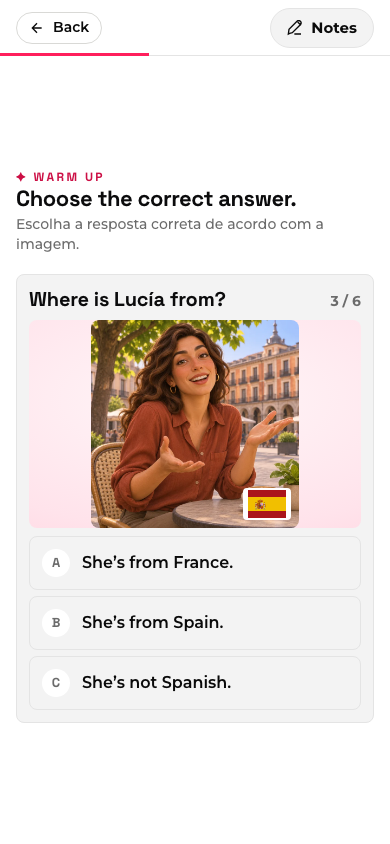 Back
Notes
WARM UP
Choose the correct answer.
Escolha a resposta correta de acordo com a
imagem.
Where is Lucía from?
3 / 6
A
She’s from France.
B
She’s from Spain.
C
She’s not Spanish.